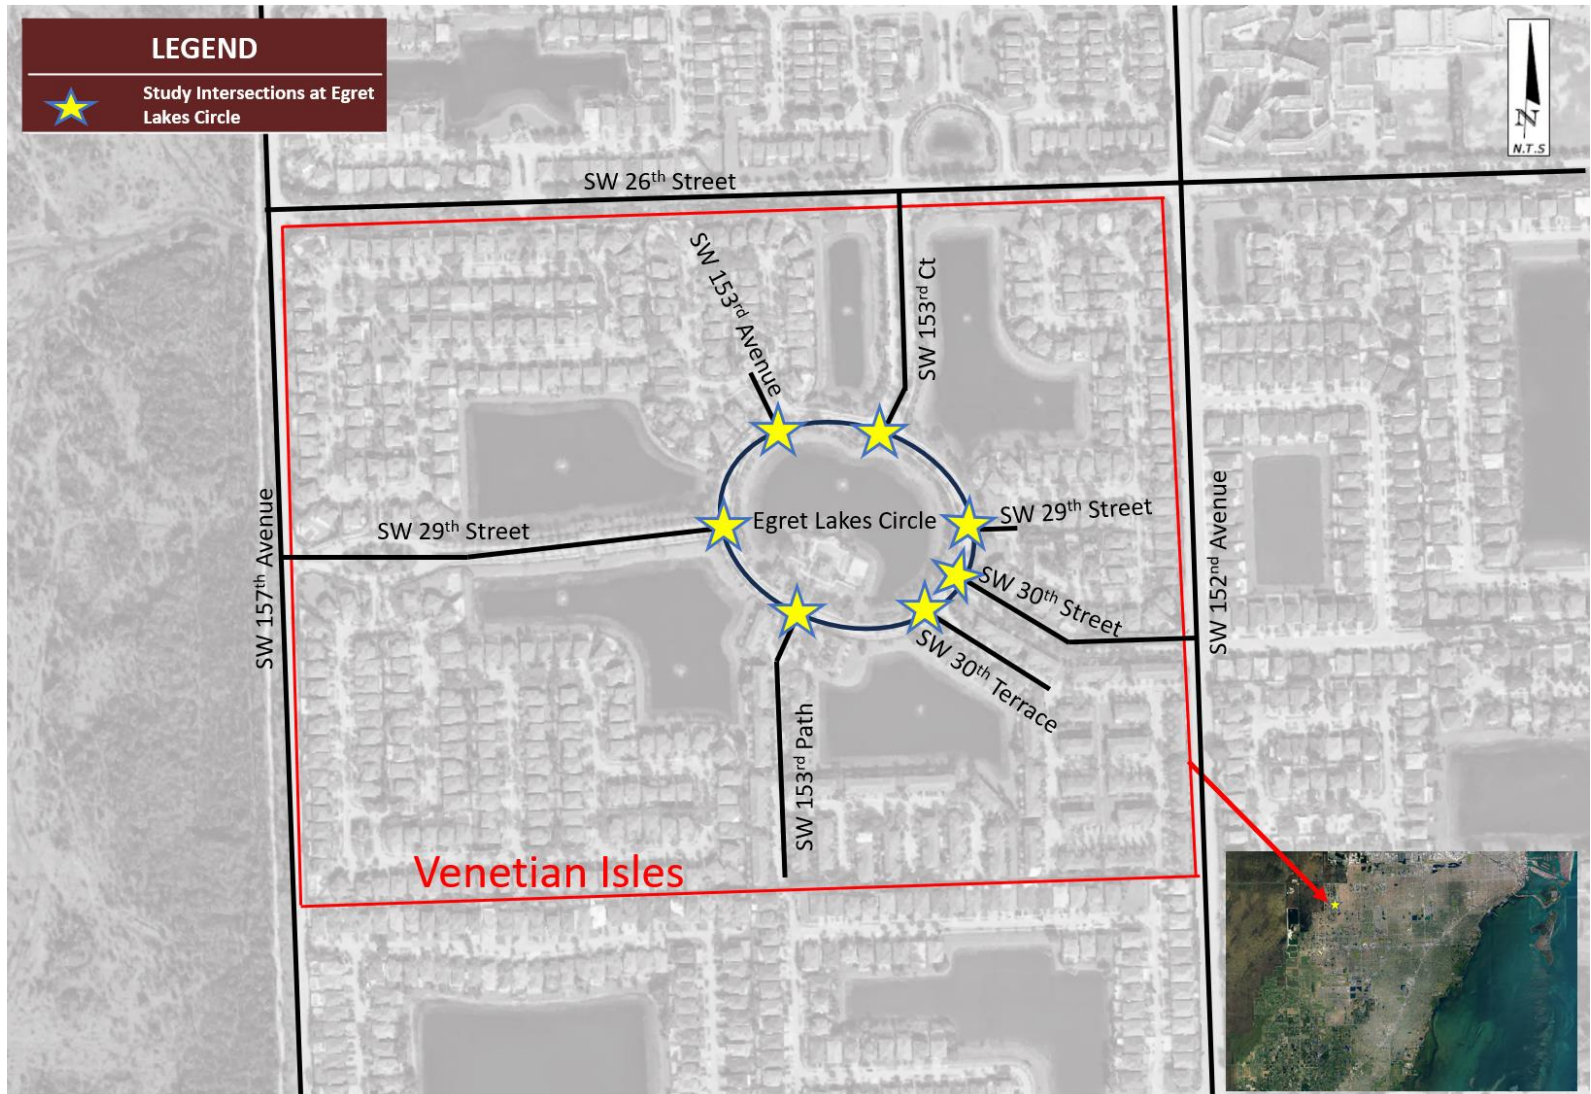 LEGEND
Study Intersections at Egret
Lakes Circle
N
N.T.S
SW 26th Street
SW 153rd Avenue
SW 153rd Ct
SW 29th Street
Egret Lakes Circle
SW 29th Street
SW 157th Avenue
SW 152nd Avenue
SW 30th Street
SW 30th Terrace
SW 153rd Path
Venetian Isles